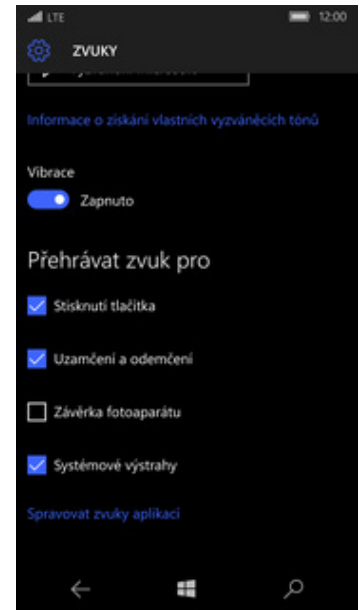 LTE 12:00
ZVUKY
Informace o získání vlastních vyzváněcích tónů
Vibrace
Zapnuto
Přehrávat zvuk pro
Stisknutí tlačítka
Uzamčení a odemčení
Závěrka fotoaparátu
Systémové výstrahy
Spravovat zvuky aplikací